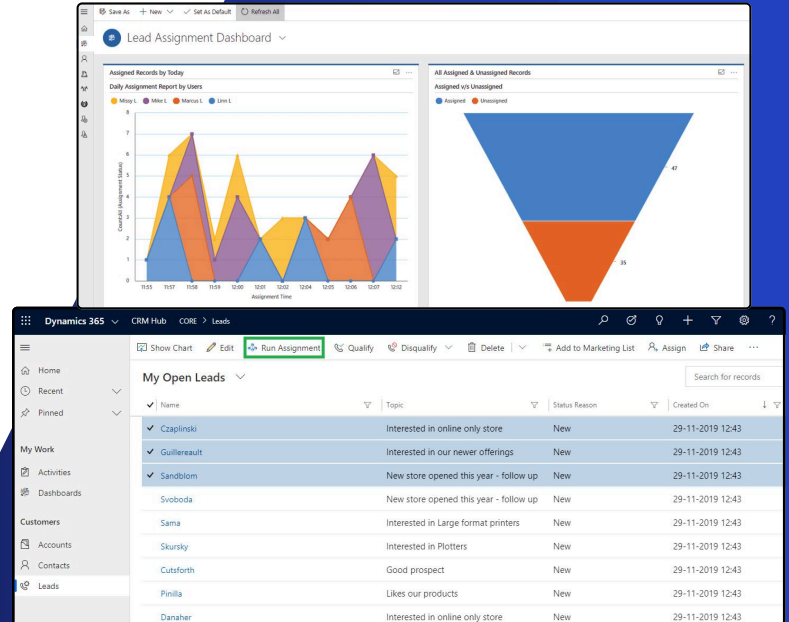 Save As New Set As Default Refresh All
Lead Assignment Dashboard
Assigned Records by Today
Daily Assignment Report by Users
Missy L Mike L Marcus L Linn L
8
7
6
5
4
3
2
1
0
Count:All (Assignment Status)
11:55 11:57 11:58 11:59 12:00 12:01 12:02 12:04 12:05 12:06 12:07 12:12
Assignment Time
All Assigned & Unassigned Records
Assigned v/s Unassigned
Assigned Unassigned
47
35
Dynamics 365 CRM Hub CORE > Leads
Show Chart Edit Run Assignment Qualify Disqualify Delete Add to Marketing List Assign Share ...
Home
Recent
Pinned
My Work
Activities
Dashboards
Customers
Accounts
Contacts
Leads
My Open Leads Search for records
Name Topic Status Reason Created On
Czaplinski Interested in online only store New 29-11-2019 12:43
Guillereault Interested in our newer offerings New 29-11-2019 12:43
Sandblom New store opened this year - follow up New 29-11-2019 12:43
Svoboda New store opened this year - follow up New 29-11-2019 12:43
Sama Interested in Large format printers New 29-11-2019 12:43
Skursky Interested in Plotters New 29-11-2019 12:43
Cutsforth Good prospect New 29-11-2019 12:43
Pinilla Likes our products New 29-11-2019 12:43
Danaher Interested in online only store New 29-11-2019 12:43